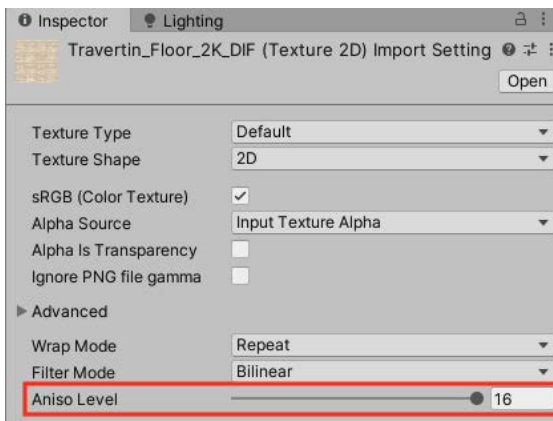 Inspector Lighting
Travertin_Floor_2K_DIF (Texture 2D) Import Setting
Open
Texture Type Default
Texture Shape 2D
sRGB (Color Texture)
Alpha Source Input Texture Alpha
Alpha Is Transparency
Ignore PNG file gamma
Advanced
Wrap Mode Repeat
Filter Mode Bilinear
Aniso Level 16